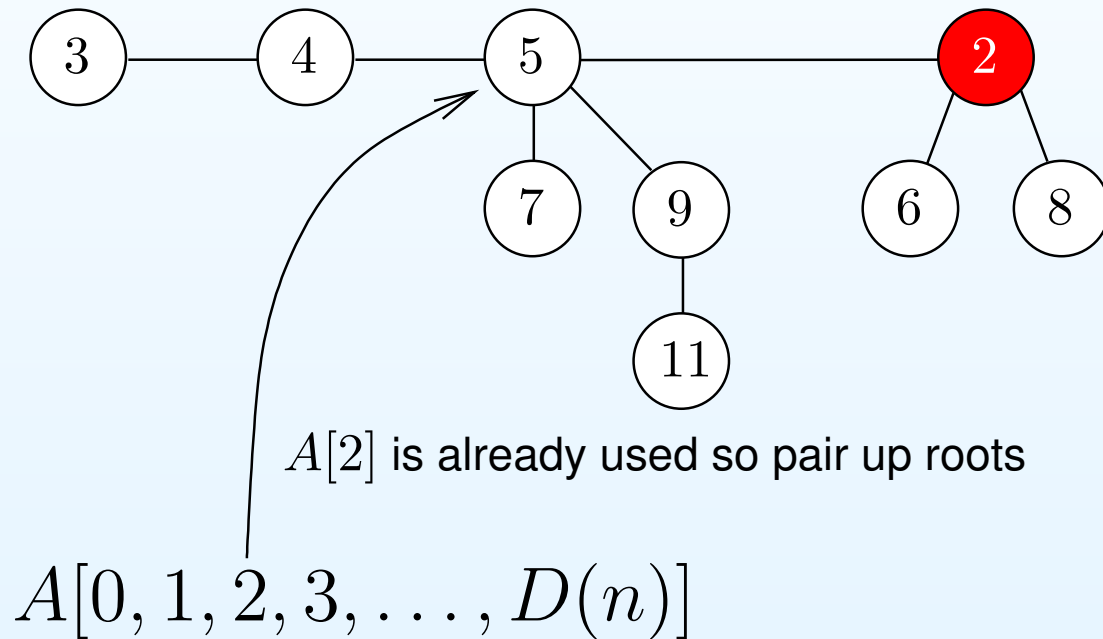 3 4 5 2
7 9 6 8
11
A[2] is already used so pair up roots
A[0, 1, 2, 3, . . . , D(n)]